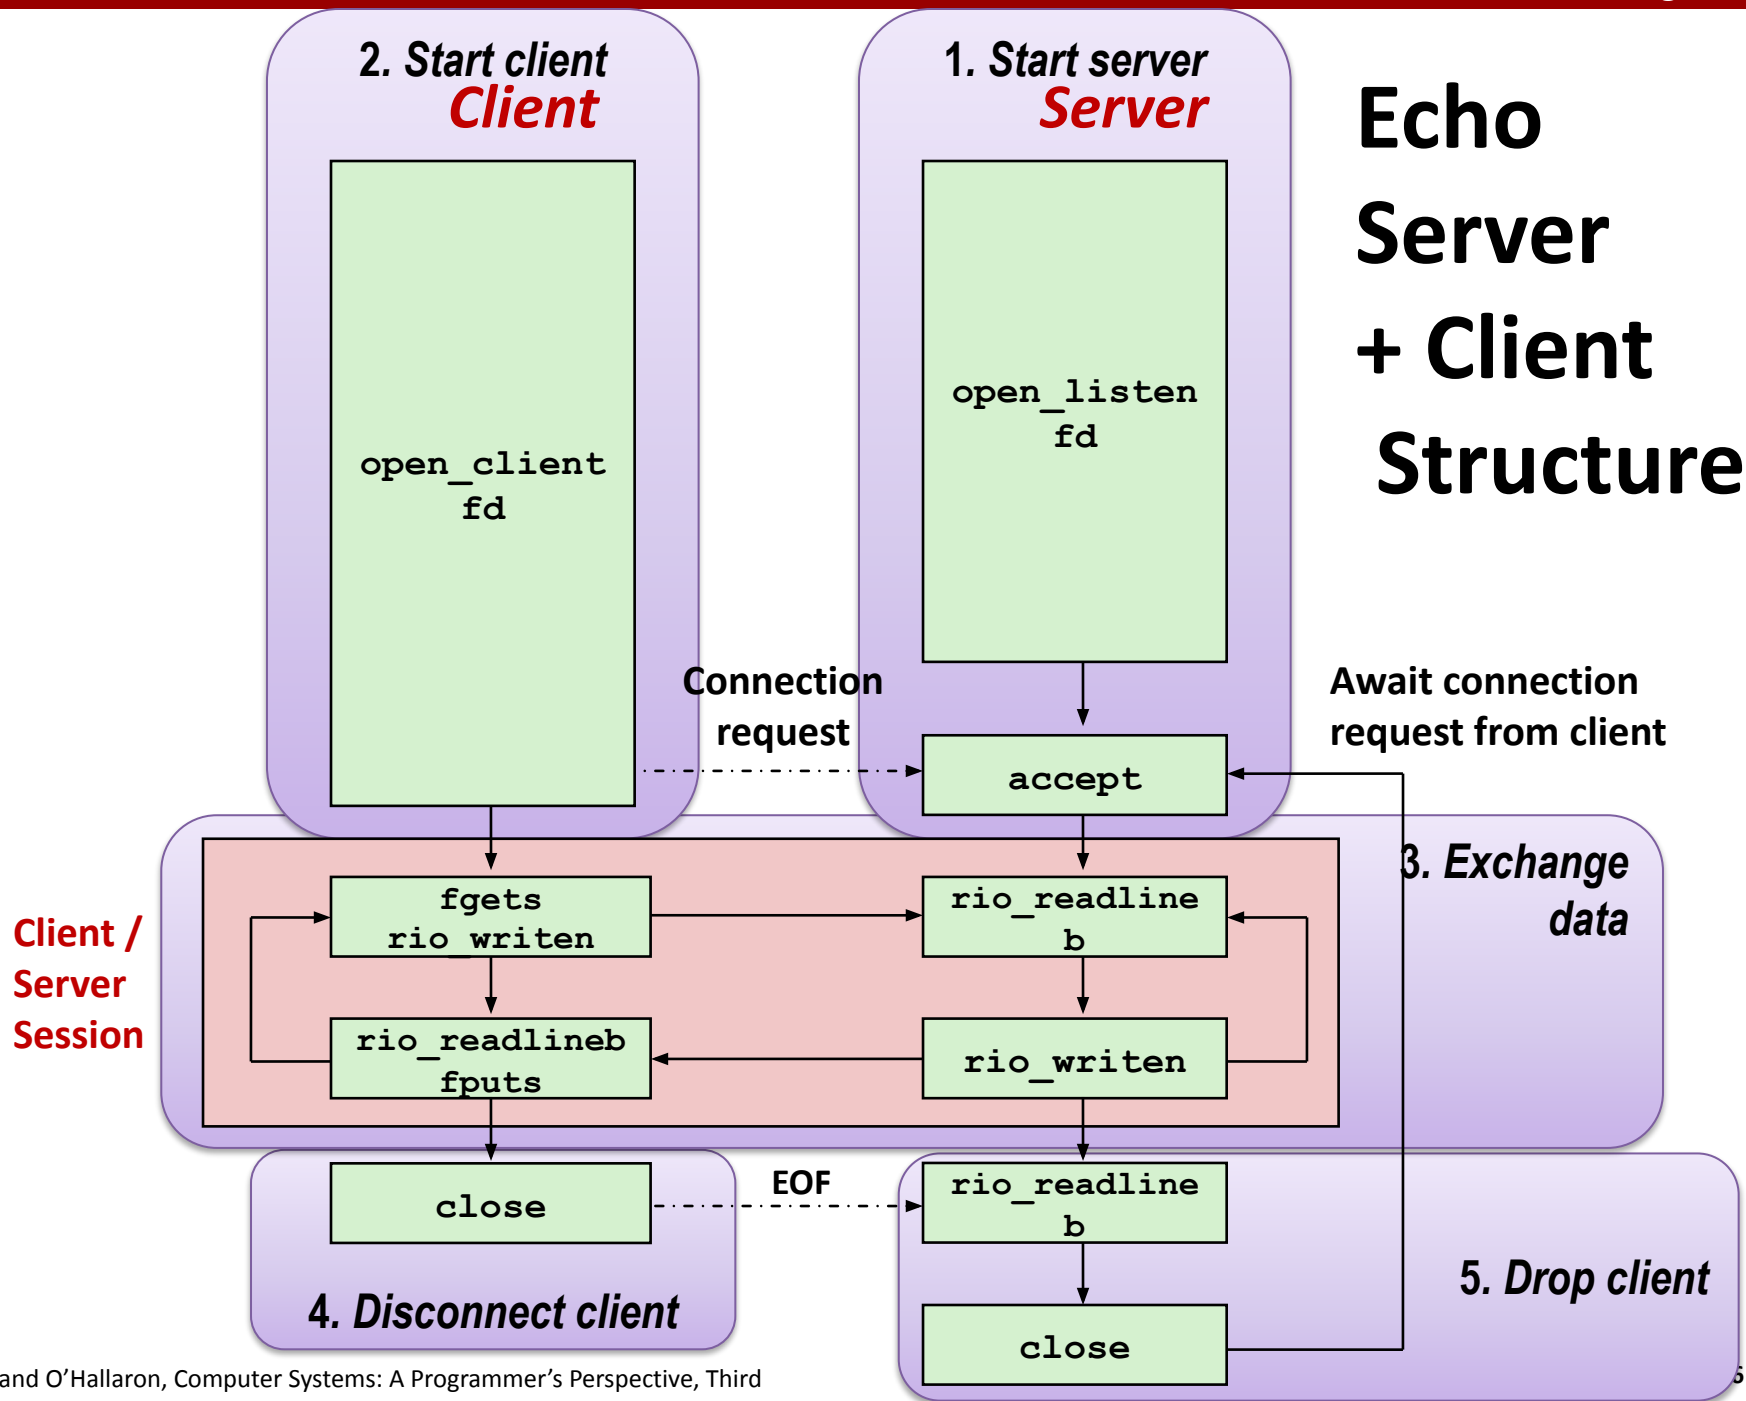 2. Start client
Client
1. Start server
Server
Echo
Server
+ Client
Structure
open_client
fd
open_listen
fd
Connection
request
accept
Await connection
request from client
3. Exchange
data
Client /
Server
Session
fgets
rio_writen
rio_readline
b
rio_readlineb
fputs
rio_writen
close
EOF
rio_readline
b
4. Disconnect client
5. Drop client
close
and O'Hallaron, Computer Systems: A Programmer's Perspective, Third